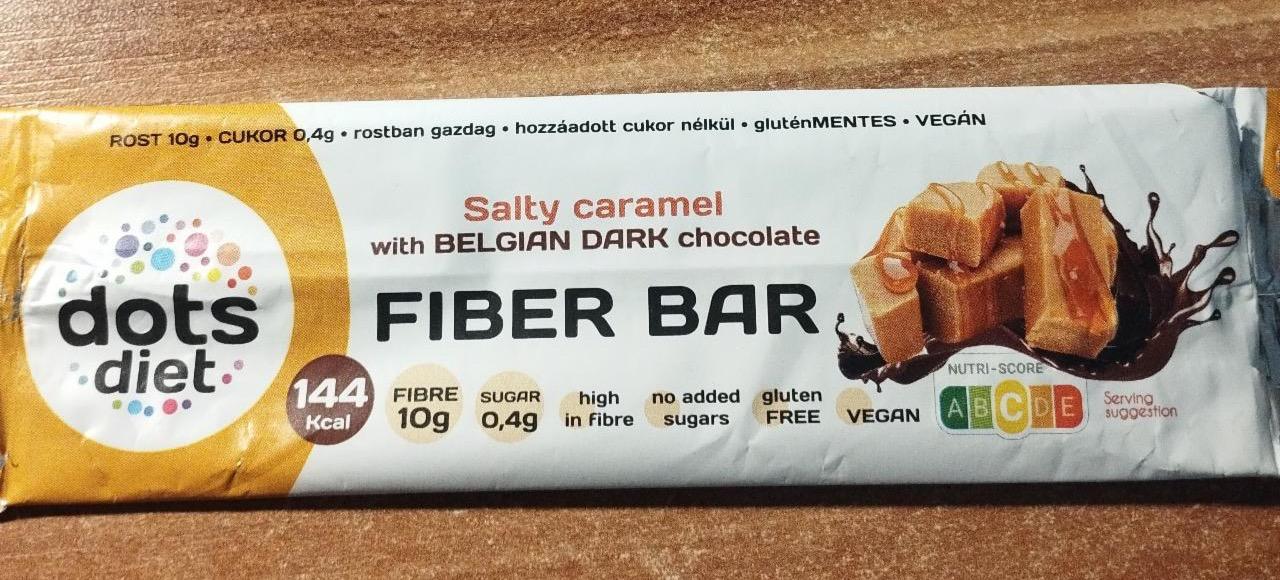 ROST 10g • CUKOR 0,4g • rostban gazdag • hozzáadott cukor nélkül • gluténMENTES • VEGÁN
Salty caramel
with BELGIAN DARK chocolate
FIBER BAR
dots
diet
144
Kcal
FIBRE
10g
SUGAR
0,4g
high
in fibre
no added
sugars
gluten
FREE
VEGAN
NUTRI-SCORE
A B C D E
Serving
suggestion